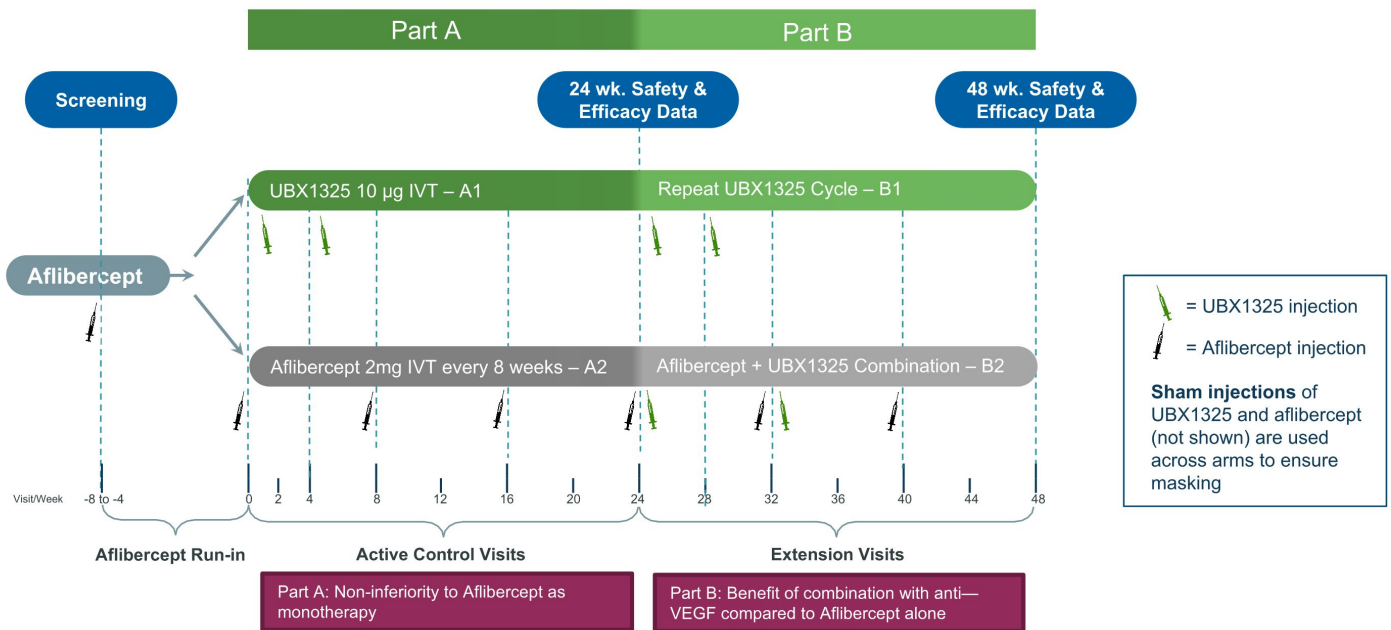 Part A
Part B
Screening
24 wk. Safety &
Efficacy Data
48 wk. Safety &
Efficacy Data
UBX1325 10 µg IVT – A1
Repeat UBX1325 Cycle – B1
Aflibercept
Aflibercept 2mg IVT every 8 weeks – A2
Aflibercept + UBX1325 Combination – B2
= UBX1325 injection
= Aflibercept injection
Sham injections of
UBX1325 and aflibercept
(not shown) are used
across arms to ensure
masking
Visit/Week
-8 to -4
0
2
4
8
12
16
20
24
28
32
36
40
44
48
Aflibercept Run-in
Active Control Visits
Extension Visits
Part A: Non-inferiority to Aflibercept as
monotherapy
Part B: Benefit of combination with anti—
VEGF compared to Aflibercept alone